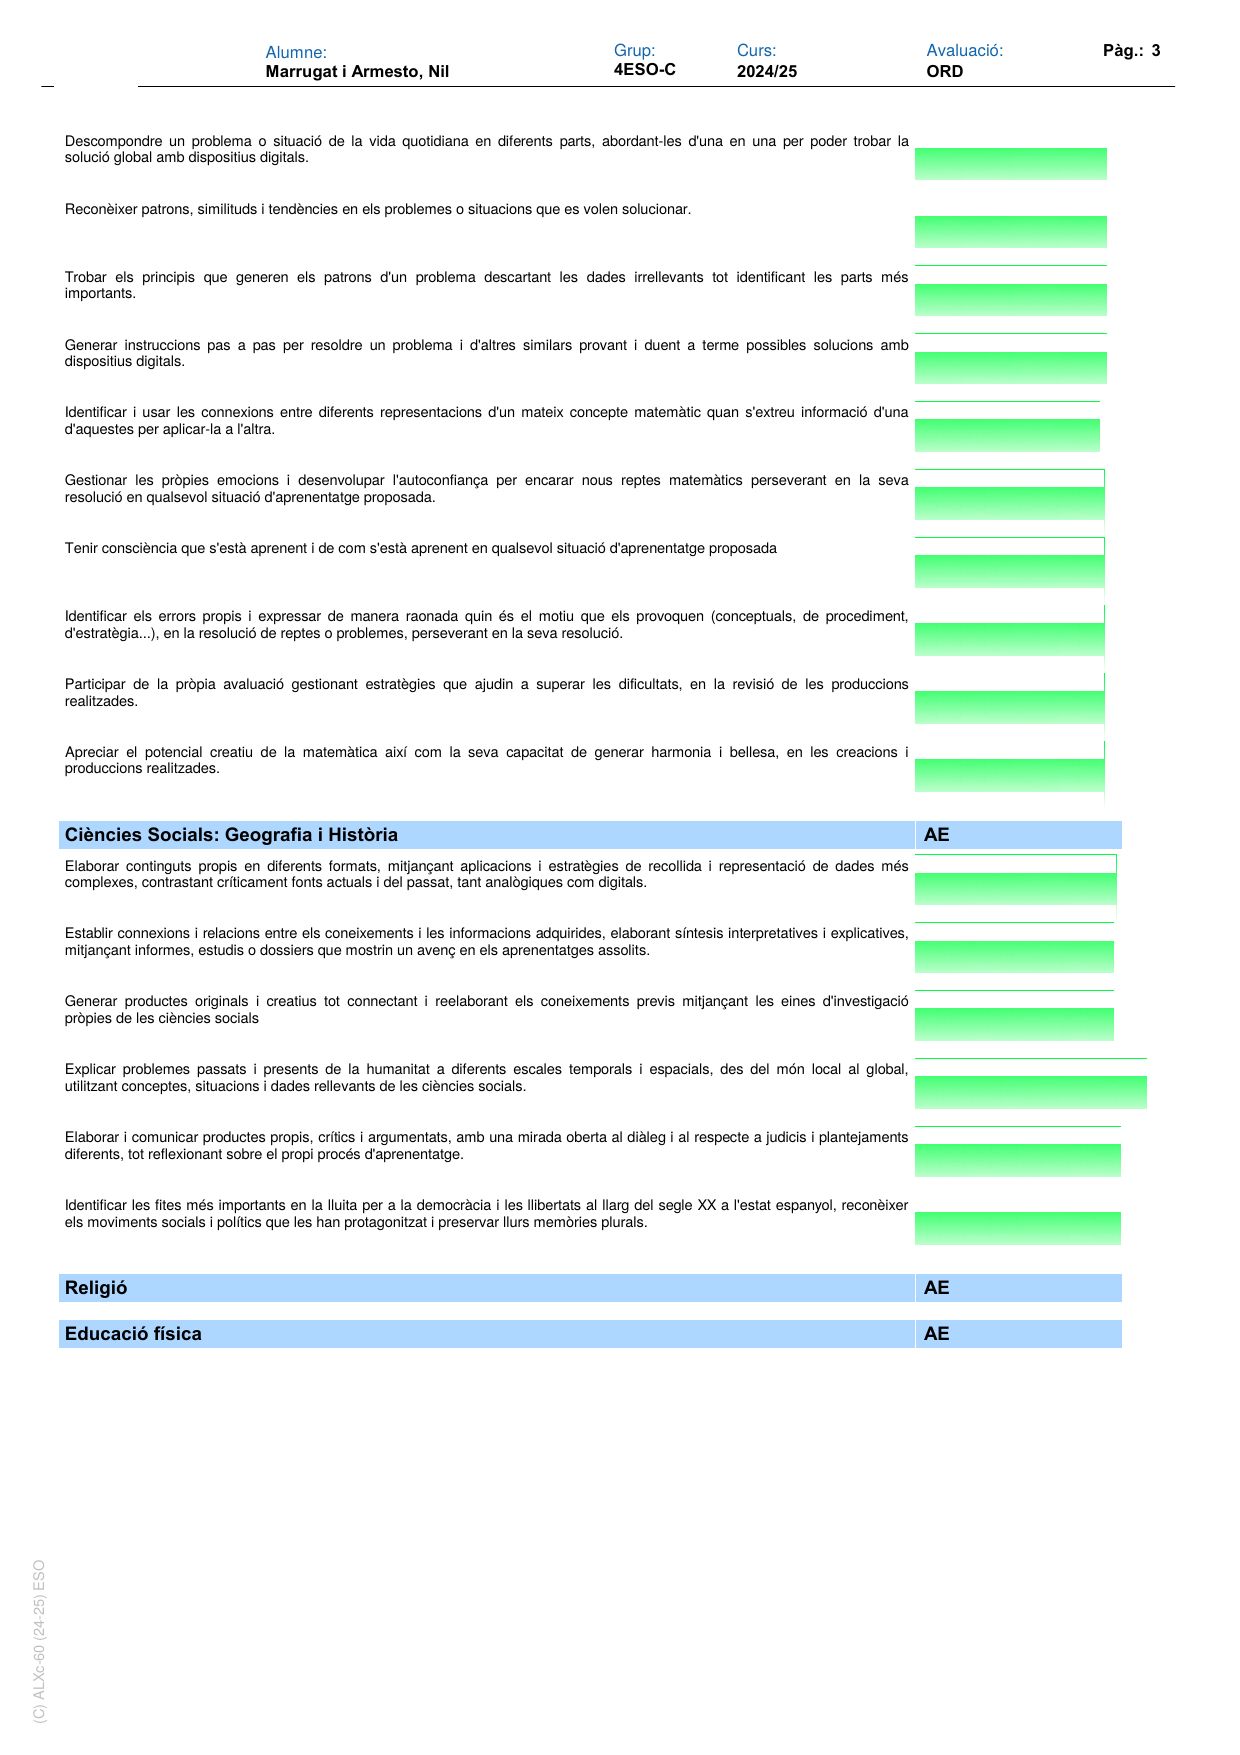 Alumne: Grup: Curs: Avaluació: Pàg.: 3
Marrugat i Armesto, Nil 4ESO-C 2024/25 ORD
Descompondre un problema o situació de la vida quotidiana en diferents parts, abordant-les d'una en una per poder trobar la
solució global amb dispositius digitals.
Reconèixer patrons, similituds i tendències en els problemes o situacions que es volen solucionar.
Trobar els principis que generen els patrons d'un problema descartant les dades irrellevants tot identificant les parts més
importants.
Generar instruccions pas a pas per resoldre un problema i d'altres similars provant i duent a terme possibles solucions amb
dispositius digitals.
Identificar i usar les connexions entre diferents representacions d'un mateix concepte matemàtic quan s'extreu informació d'una
d'aquestes per aplicar-la a l'altra.
Gestionar les pròpies emocions i desenvolupar l'autoconfiança per encarar nous reptes matemàtics perseverant en la seva
resolució en qualsevol situació d'aprenentatge proposada.
Tenir consciència que s'està aprenent i de com s'està aprenent en qualsevol situació d'aprenentatge proposada
Identificar els errors propis i expressar de manera raonada quin és el motiu que els provoquen (conceptuals, de procediment,
d'estratègia...), en la resolució de reptes o problemes, perseverant en la seva resolució.
Participar de la pròpia avaluació gestionant estratègies que ajudin a superar les dificultats, en la revisió de les produccions
realitzades.
Apreciar el potencial creatiu de la matemàtica així com la seva capacitat de generar harmonia i bellesa, en les creacions i
produccions realitzades.
Ciències Socials: Geografia i Història AE
Elaborar continguts propis en diferents formats, mitjançant aplicacions i estratègies de recollida i representació de dades més
complexes, contrastant críticament fonts actuals i del passat, tant analògiques com digitals.
Establir connexions i relacions entre els coneixements i les informacions adquirides, elaborant síntesis interpretatives i explicatives,
mitjançant informes, estudis o dossiers que mostrin un avenç en els aprenentatges assolits.
Generar productes originals i creatius tot connectant i reelaborant els coneixements previs mitjançant les eines d'investigació
pròpies de les ciències socials
Explicar problemes passats i presents de la humanitat a diferents escales temporals i espacials, des del món local al global,
utilitzant conceptes, situacions i dades rellevants de les ciències socials.
Elaborar i comunicar productes propis, crítics i argumentats, amb una mirada oberta al diàleg i al respecte a judicis i plantejaments
diferents, tot reflexionant sobre el propi procés d'aprenentatge.
Identificar les fites més importants en la lluita per a la democràcia i les llibertats al llarg del segle XX a l'estat espanyol, reconèixer
els moviments socials i polítics que les han protagonitzat i preservar llurs memòries plurals.
Religió AE
Educació física AE
(C) ALXc-60 (24-25) ESO